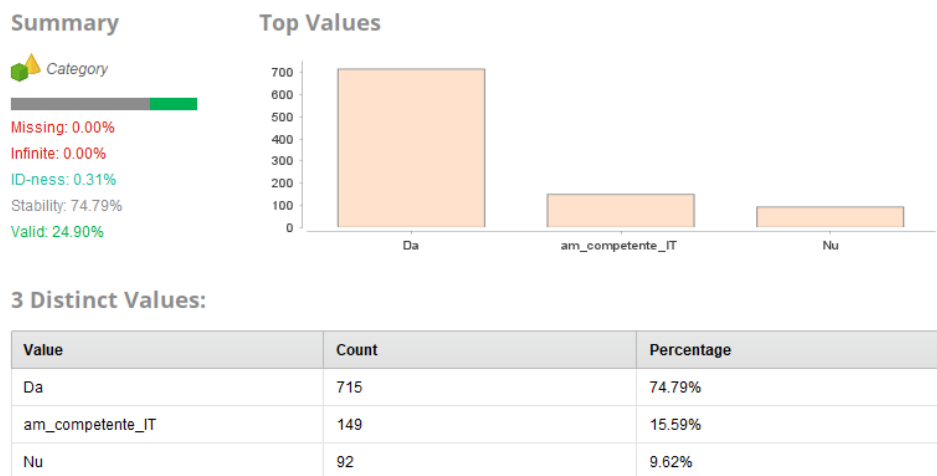 Summary
Category
Missing: 0.00%
Infinite: 0.00%
ID-ness: 0.31%
Stability: 74.79%
Valid: 24.90%
Top Values
700
600
500
400
300
200
100
0
Da am_competente_IT Nu
3 Distinct Values:
Value Count Percentage
Da 715 74.79%
am_competente_IT 149 15.59%
Nu 92 9.62%